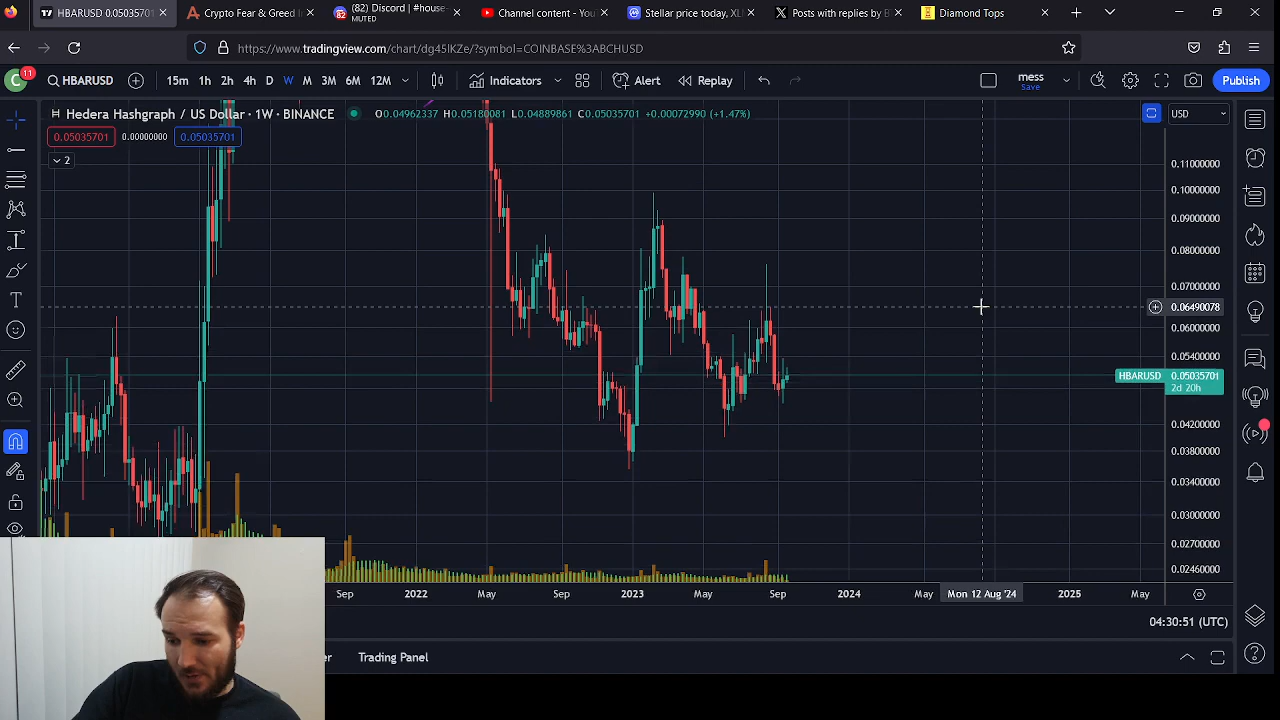 HBARUSD 0.05035701
Crypto Fear & Greed I
(82) Discord | #house-
MUTED
Channel content - YouTu
Stellar price today, XLM
Posts with replies by B
Diamond Tops
https://www.tradingview.com/chart/dg45lKZe/?symbol=COINBASE%3ABCHUSD
C
11
HBARUSD
15m 1h 2h 4h D W M 3M 6M 12M
Indicators
Alert
Replay
mess
Save
Publish
Hedera Hashgraph / US Dollar · 1W · BINANCE
O0.04962337 H0.05180081 L0.04889861 C0.05035701 +0.00072990 (+1.47%)
USD
0.05035701 0.00000000 0.05035701
2
0.11000000
0.10000000
0.09000000
0.08000000
0.07000000
0.06490078
0.06000000
0.05400000
HBARUSD 0.05035701
2d 20h
0.04200000
0.03800000
0.03400000
0.03000000
0.02700000
0.02460000
Sep 2022 May Sep 2023 May Sep 2024 May Mon 12 Aug '24 2025 May
04:30:51 (UTC)
er
Trading Panel